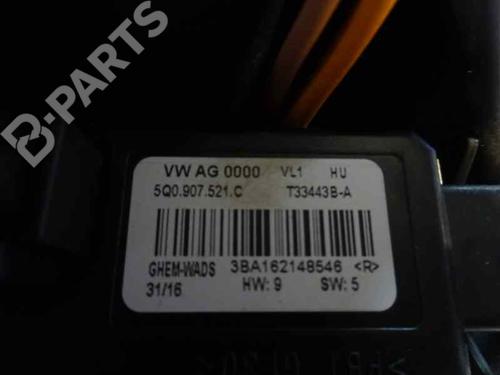 B-PARTS
VW AG 0000 VL1 HU
5Q0.907.521.C T33443B-A
GHEM-WADS 3BA162148546 <R>
31/16 HW: 9 SW: 5